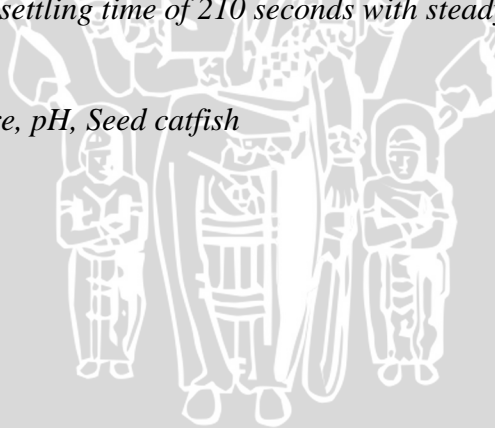 settling time of 210 seconds with steady
e, pH, Seed catfish